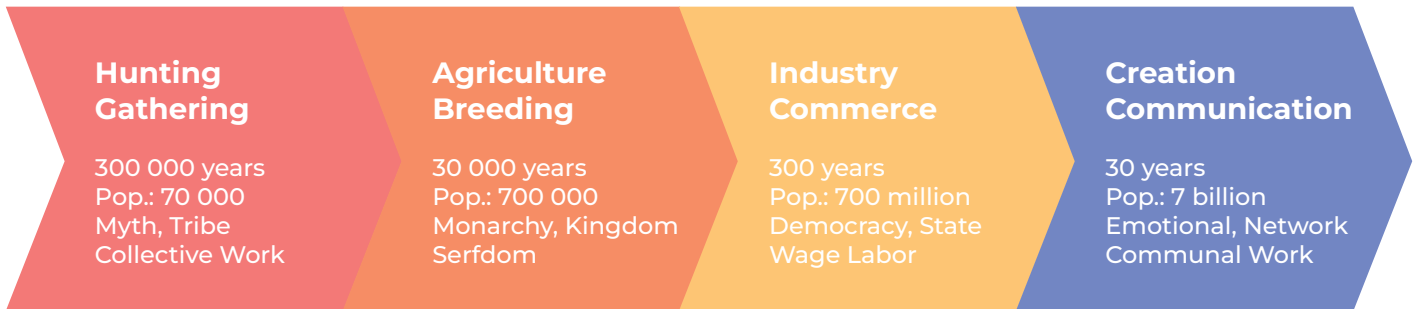 Hunting
Gathering
300 000 years
Pop.: 70 000
Myth, Tribe
Collective Work
Agriculture
Breeding
30 000 years
Pop.: 700 000
Monarchy, Kingdom
Serfdom
Industry
Commerce
300 years
Pop.: 700 million
Democracy, State
Wage Labor
Creation
Communication
30 years
Pop.: 7 billion
Emotional, Network
Communal Work